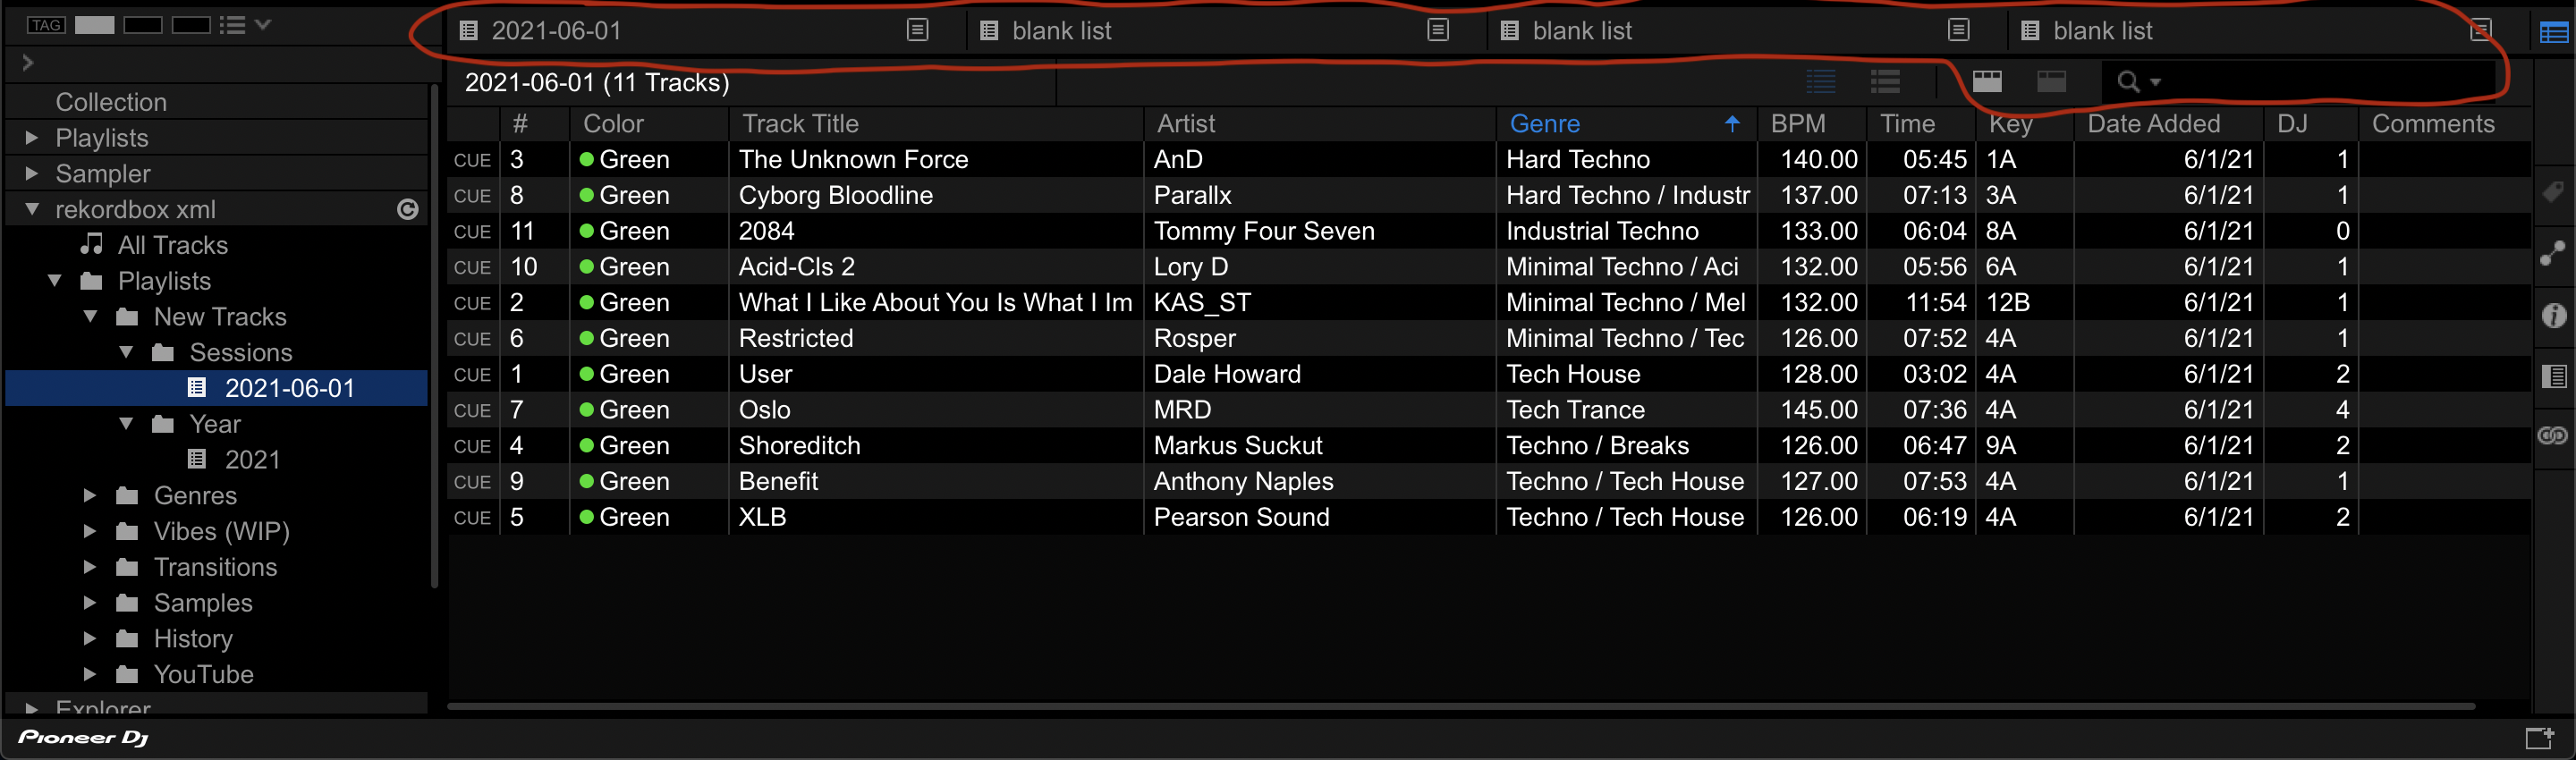 TAG
2021-06-01 blank list blank list blank list
2021-06-01 (11 Tracks)
Collection
Playlists
Sampler
rekordbox xml
All Tracks
Playlists
New Tracks
Sessions
2021-06-01
Year
2021
Genres
Vibes (WIP)
Transitions
Samples
History
YouTube
Explorer
# Color Track Title Artist Genre BPM Time Key Date Added DJ Comments
CUE 3 Green The Unknown Force AnD Hard Techno 140.00 05:45 1A 6/1/21 1
CUE 8 Green Cyborg Bloodline Parallx Hard Techno / Industr 137.00 07:13 3A 6/1/21 1
CUE 11 Green 2084 Tommy Four Seven Industrial Techno 133.00 06:04 8A 6/1/21 0
CUE 10 Green Acid-Cls 2 Lory D Minimal Techno / Aci 132.00 05:56 6A 6/1/21 1
CUE 2 Green What I Like About You Is What I Im KAS_ST Minimal Techno / Mel 132.00 11:54 12B 6/1/21 1
CUE 6 Green Restricted Rosper Minimal Techno / Tec 126.00 07:52 4A 6/1/21 1
CUE 1 Green User Dale Howard Tech House 128.00 03:02 4A 6/1/21 2
CUE 7 Green Oslo MRD Tech Trance 145.00 07:36 4A 6/1/21 4
CUE 4 Green Shoreditch Markus Suckut Techno / Breaks 126.00 06:47 9A 6/1/21 2
CUE 9 Green Benefit Anthony Naples Techno / Tech House 127.00 07:53 4A 6/1/21 1
CUE 5 Green XLB Pearson Sound Techno / Tech House 126.00 06:19 4A 6/1/21 2
Pioneer Dj